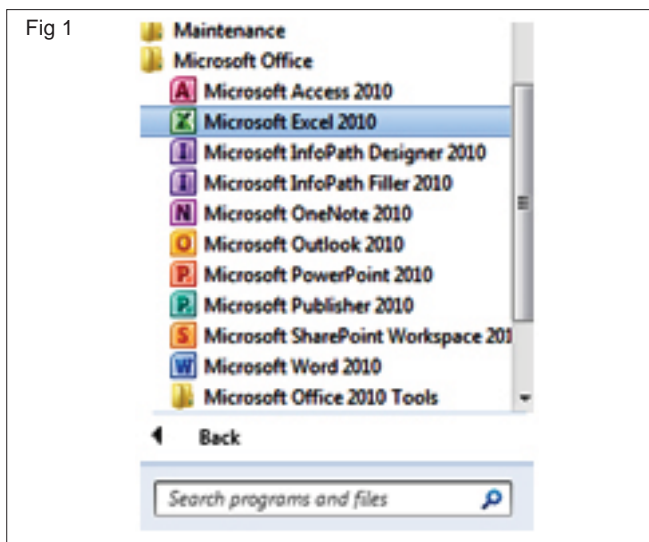 Fig 1
Maintenance
Microsoft Office
Microsoft Access 2010
Microsoft Excel 2010
Microsoft InfoPath Designer 2010
Microsoft InfoPath Filler 2010
Microsoft OneNote 2010
Microsoft Outlook 2010
Microsoft PowerPoint 2010
Microsoft Publisher 2010
Microsoft SharePoint Workspace 201
Microsoft Word 2010
Microsoft Office 2010 Tools
Back
Search programs and files